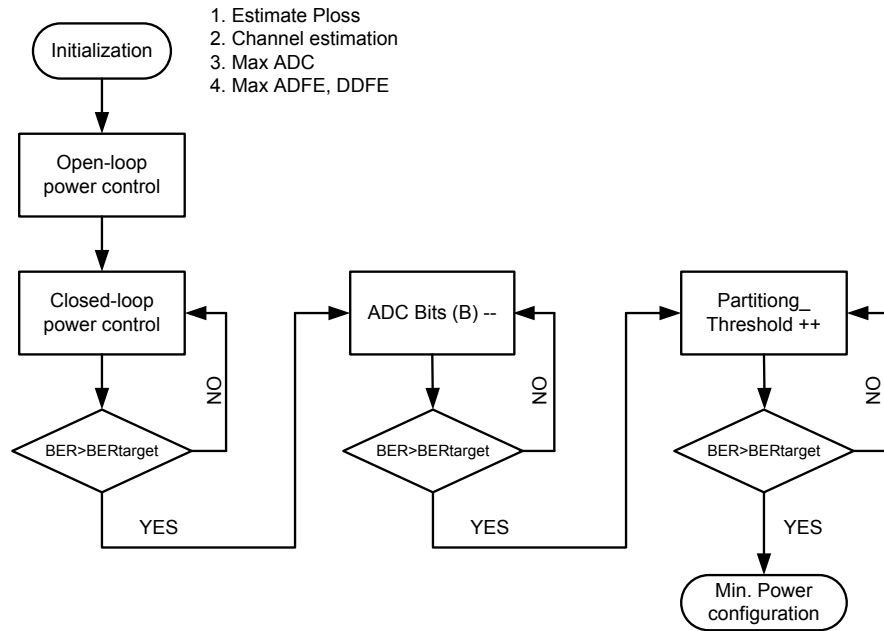 1. Estimate Ploss
2. Channel estimation
3. Max ADC
4. Max ADFE, DDFE
Initialization
Open-loop
power control
Closed-loop
power control
NO
BER>BERtarget
YES
ADC Bits (B) --
NO
BER>BERtarget
YES
Partitiong_
Threshold ++
NO
BER>BERtarget
YES
Min. Power
configuration